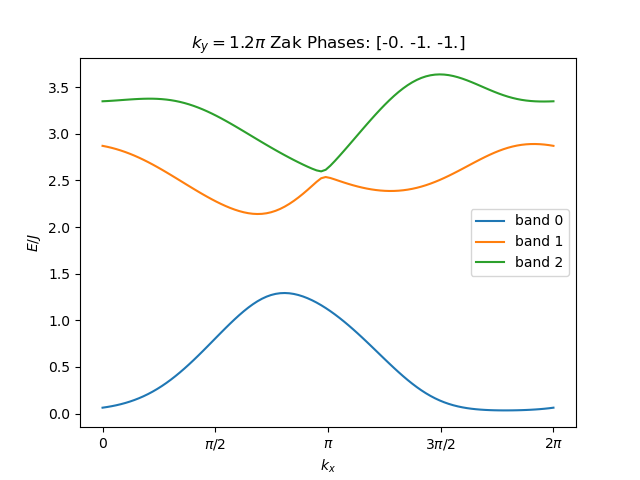 k_y = 1.2π Zak Phases: [-0. -1. -1.]
E/J
3.5
3.0
2.5
2.0
1.5
1.0
0.5
0.0
band 0
band 1
band 2
0 π/2 π 3π/2 2π
k_x